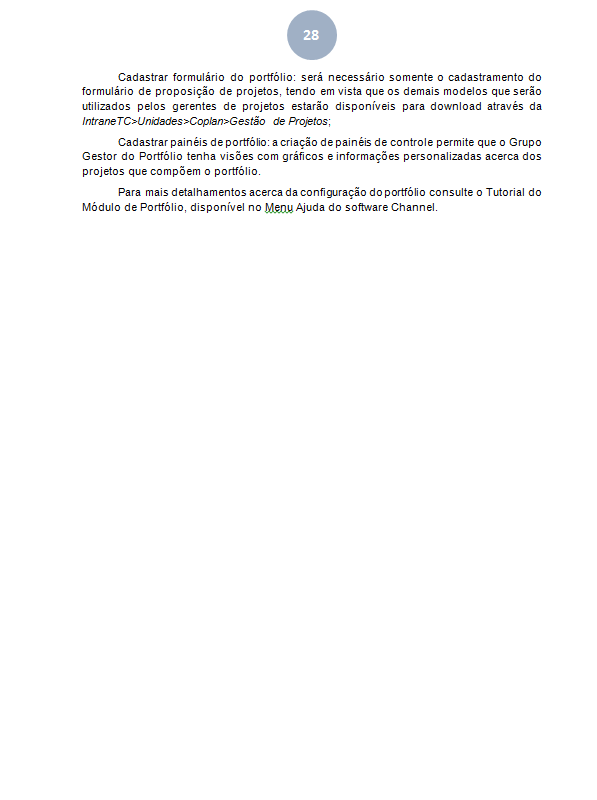 28
Cadastrar formulário do portfólio: será necessário somente o cadastramento do
formulário de proposição de projetos, tendo em vista que os demais modelos que serão
utilizados pelos gerentes de projetos estarão disponíveis para download através da
IntraneTC>Unidades>Coplan>Gestão de Projetos;
Cadastrar painéis de portfólio: a criação de painéis de controle permite que o Grupo
Gestor do Portfólio tenha visões com gráficos e informações personalizadas acerca dos
projetos que compõem o portfólio.
Para mais detalhamentos acerca da configuração do portfólio consulte o Tutorial do
Módulo de Portfólio, disponível no Menu Ajuda do software Channel.